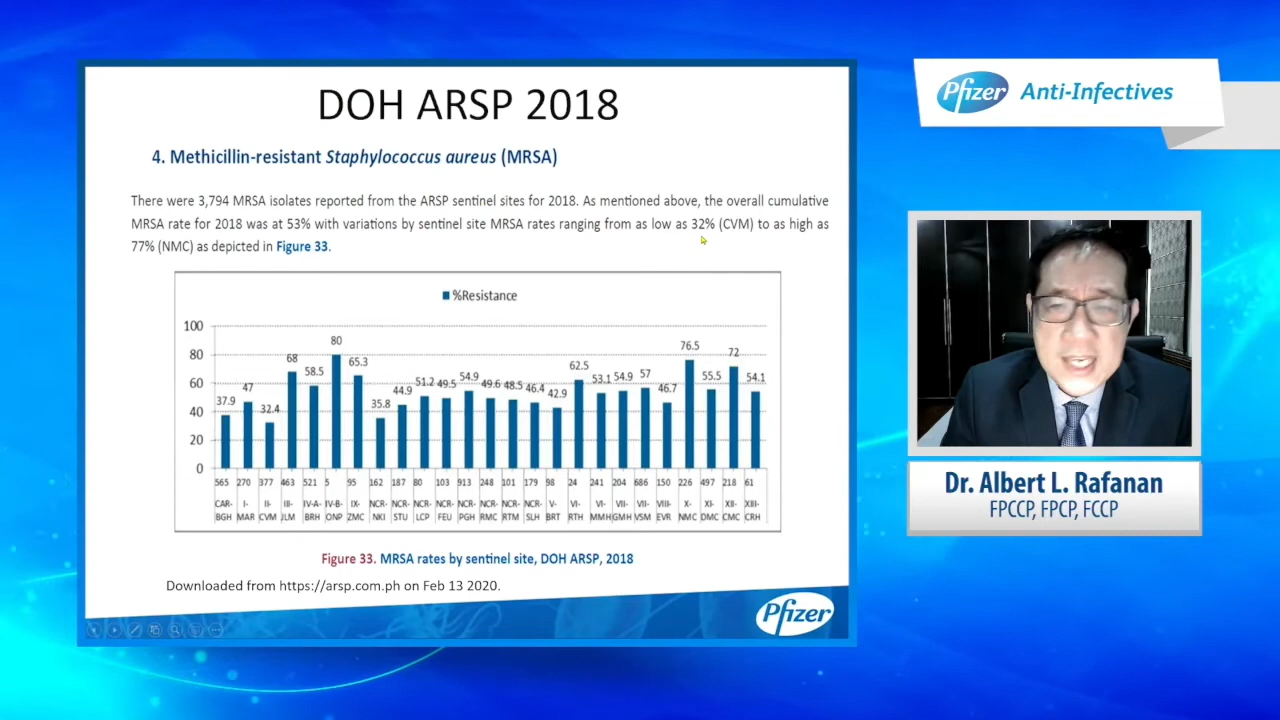 DOH ARSP 2018
4. Methicillin-resistant Staphylococcus aureus (MRSA)
There were 3,794 MRSA isolates reported from the ARSP sentinel sites for 2018. As mentioned above, the overall cumulative
MRSA rate for 2018 was at 53% with variations by sentinel site MRSA rates ranging from as low as 32% (CVM) to as high as
77% (NMC) as depicted in Figure 33.
%Resistance
100
80
60
40
20
0
37.9 47 32.4 68 58.5 80 65.3 35.8 44.9 51.2 49.5 54.9 49.6 48.5 46.4 42.9 62.5 53.1 54.9 57 46.7 76.5 55.5 72 54.1
565 270 377 463 521 5 95 162 187 80 103 913 248 101 179 98 24 241 204 686 150 226 497 218 61
CAR- I- II- III- IV-A- IV-B- IX- NCR- NCR- NCR- NCR- NCR- NCR- NCR- NCR- V- VI- VI- VII- VII- VIII- X- XI- XII- XIII-
BGH MAR CVM JLM BRH ONP ZMC NKI STU LCP FEU PGH RMC RTM SLH BRT RTH MMH GMH VSM EVR NMC DMC CMC CRH
Figure 33. MRSA rates by sentinel site, DOH ARSP, 2018
Downloaded from https://arsp.com.ph on Feb 13 2020.
Pfizer
Pfizer Anti-Infectives
Dr. Albert L. Rafanan
FPCCP, FPCP, FCCP